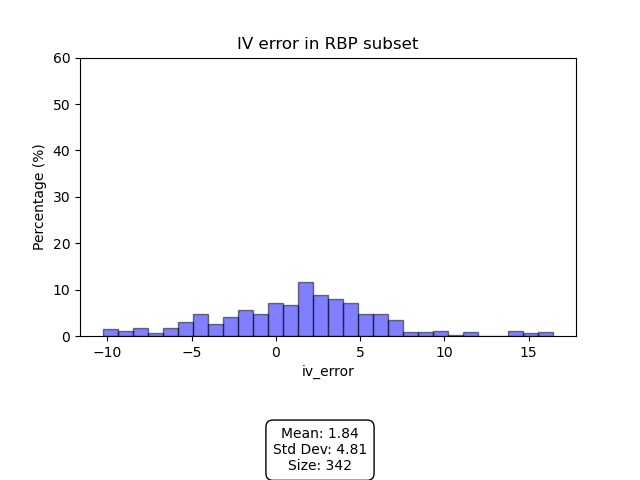 IV error in RBP subset
60
50
40
30
20
10
0
Percentage (%)
−10
−5
0
5
10
15
iv_error
Mean: 1.84
Std Dev: 4.81
Size: 342